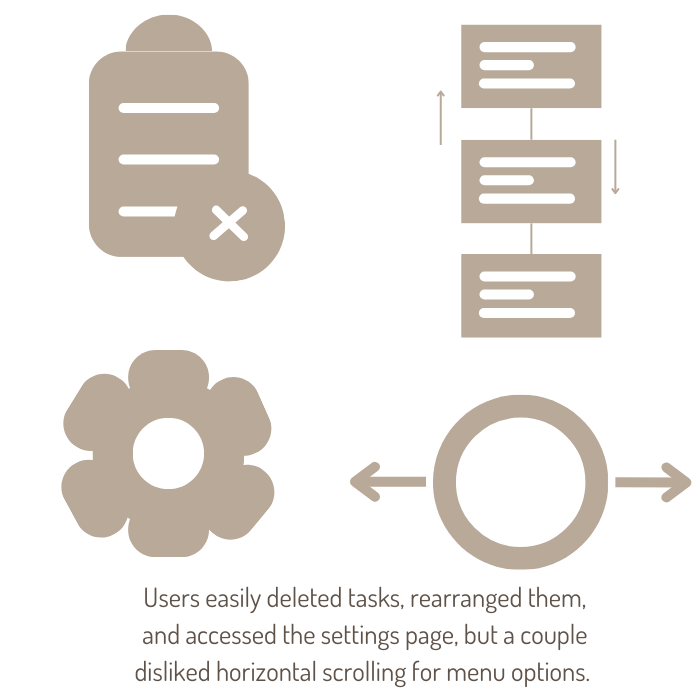 Users easily deleted tasks, rearranged them,
and accessed the settings page, but a couple
disliked horizontal scrolling for menu options.